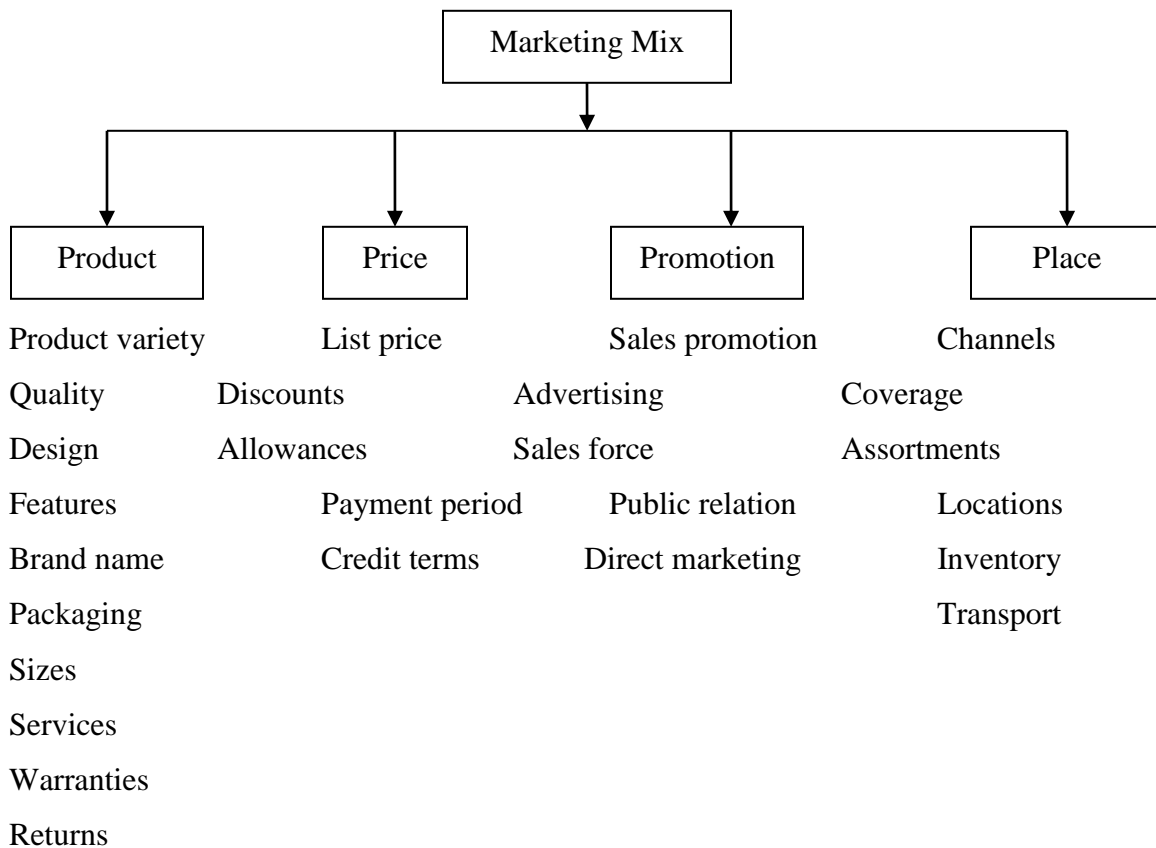 Marketing Mix
Product Price Promotion Place
Product variety List price Sales promotion Channels
Quality Discounts Advertising Coverage
Design Allowances Sales force Assortments
Features Payment period Public relation Locations
Brand name Credit terms Direct marketing Inventory
Packaging Transport
Sizes
Services
Warranties
Returns